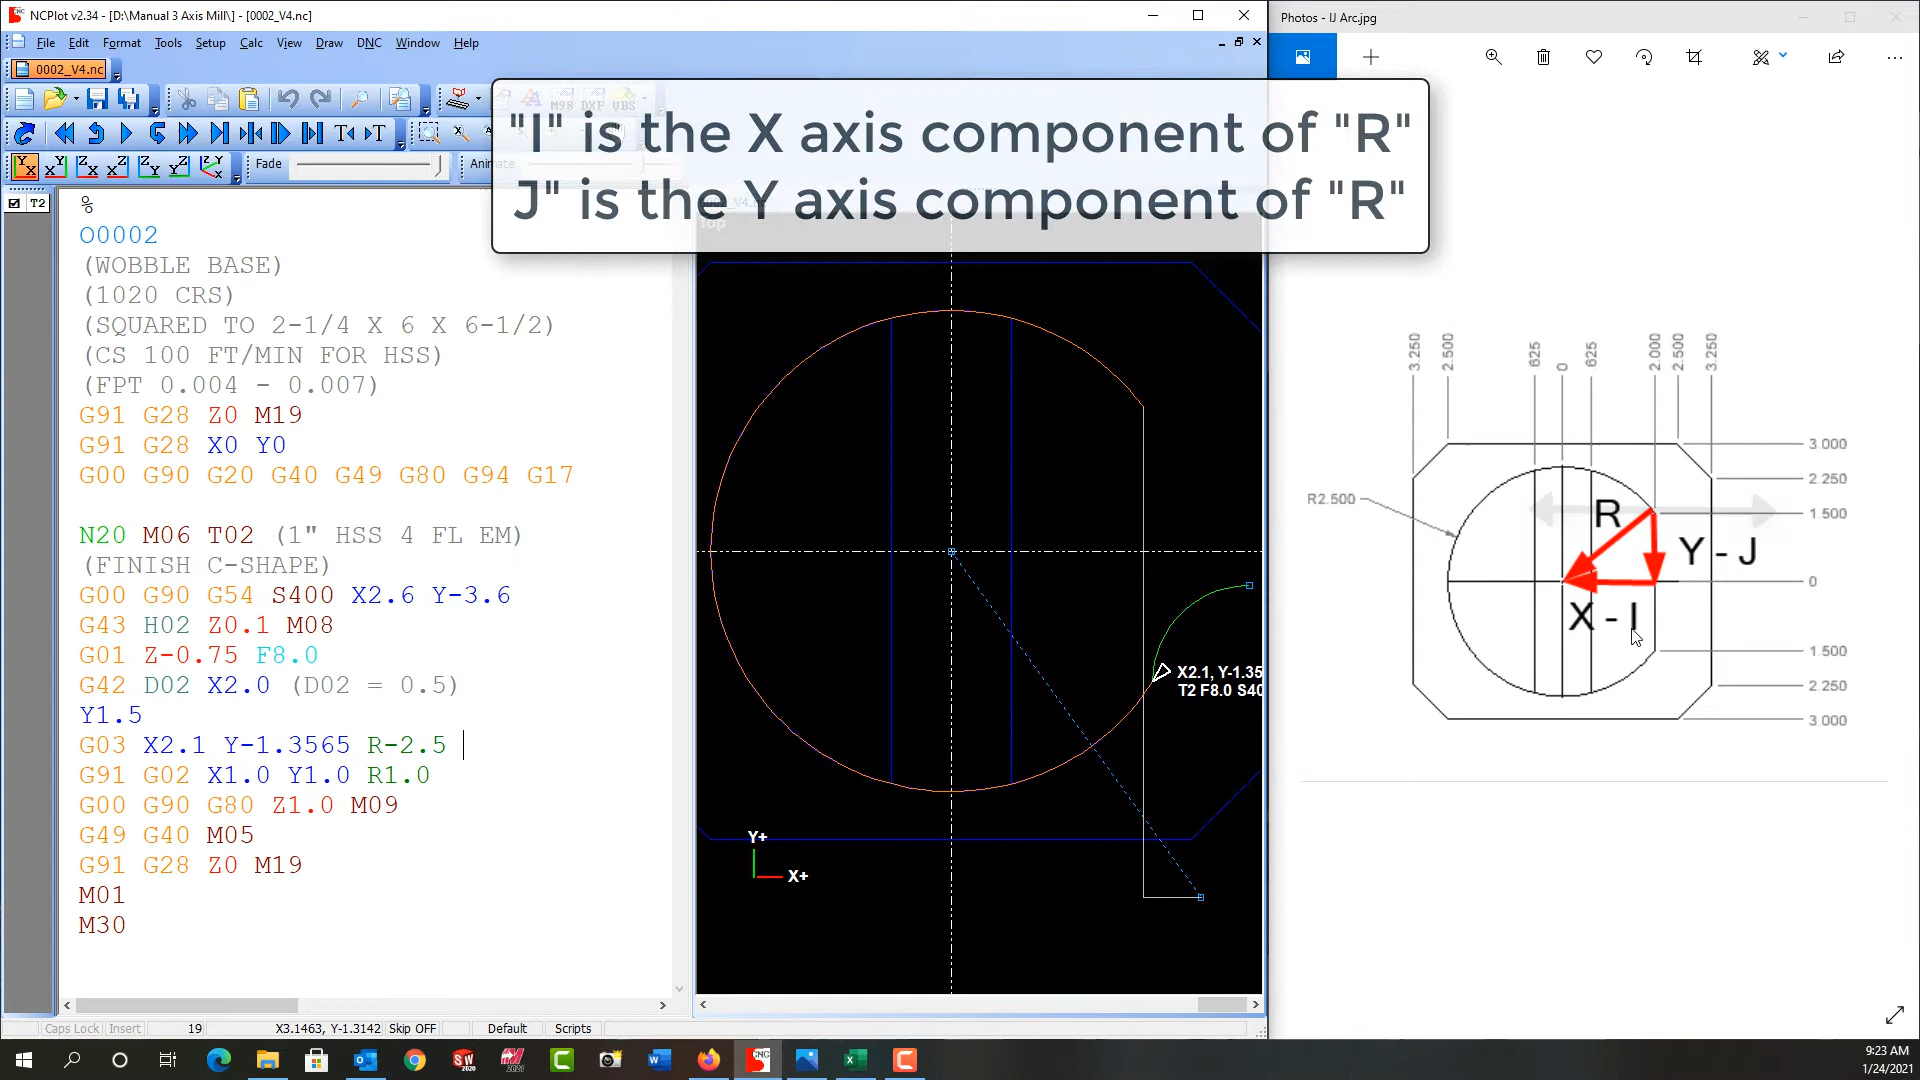 NCPlot v2.34 - [D:\Manual 3 Axis Mill\] - [0002_V4.nc]
Photos - IJ Arc.jpg
File Edit Format Tools Setup Calc View Draw DNC Window Help
0002_V4.nc
M98 DXF VBS
Fade
"I" is the X axis component of "R"
J" is the Y axis component of "R"
Top
T2
%
O0002
(WOBBLE BASE)
(1020 CRS)
(SQUARED TO 2-1/4 X 6 X 6-1/2)
(CS 100 FT/MIN FOR HSS)
(FPT 0.004 - 0.007)
G91 G28 Z0 M19
G91 G28 X0 Y0
G00 G90 G20 G40 G49 G80 G94 G17
N20 M06 T02 (1" HSS 4 FL EM)
(FINISH C-SHAPE)
G00 G90 G54 S400 X2.6 Y-3.6
G43 H02 Z0.1 M08
G01 Z-0.75 F8.0
G42 D02 X2.0 (D02 = 0.5)
Y1.5
G03 X2.1 Y-1.3565 R-2.5
G91 G02 X1.0 Y1.0 R1.0
G00 G90 G80 Z1.0 M09
G49 G40 M05
G91 G28 Z0 M19
M01
M30
X2.1, Y-1.35
T2 F8.0 S40
Y+
X+
3.250 2.500 .625 0 .625 2.000 2.500 3.250
3.000
2.250
R2.500
R
1.500
Y - J
0
X - I
1.500
2.250
3.000
Caps Lock Insert 19 X3.1463, Y-1.3142 Skip OFF Default Scripts
9:23 AM
1/24/2021